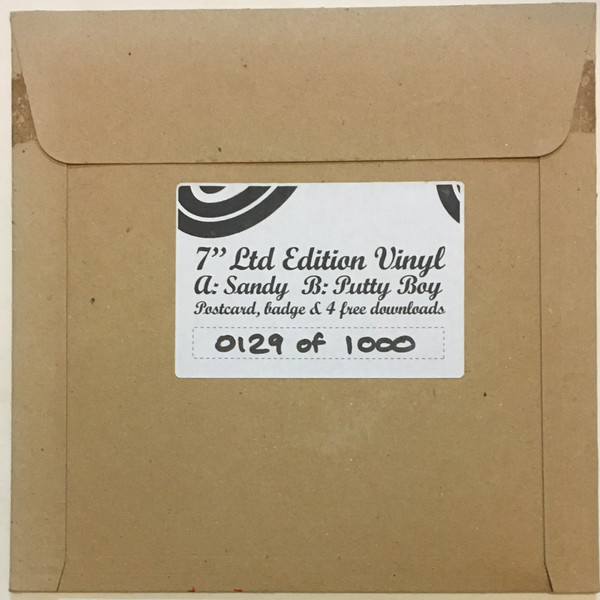 7" Ltd Edition Vinyl
A: Sandy B: Putty Boy
Postcard, badge & 4 free downloads
0129 of 1000